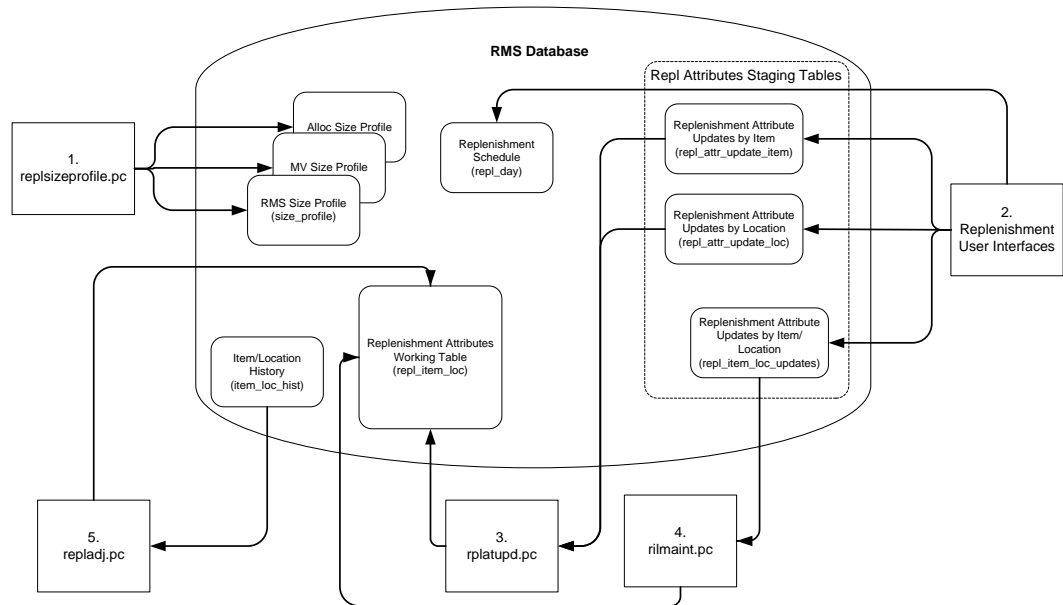 RMS Database
Repl Attributes Staging Tables
1.
replsizeprofile.pc
Alloc Size Profile
MV Size Profile
RMS Size Profile
(size_profile)
Replenishment
Schedule
(repl_day)
Replenishment Attribute
Updates by Item
(repl_attr_update_item)
Replenishment Attribute
Updates by Location
(repl_attr_update_loc)
2.
Replenishment
User Interfaces
Replenishment Attribute
Updates by Item/
Location
(repl_item_loc_updates)
Item/Location
History
(item_loc_hist)
Replenishment Attributes
Working Table
(repl_item_loc)
5.
repladj.pc
3.
rplatupd.pc
4.
rilmaint.pc